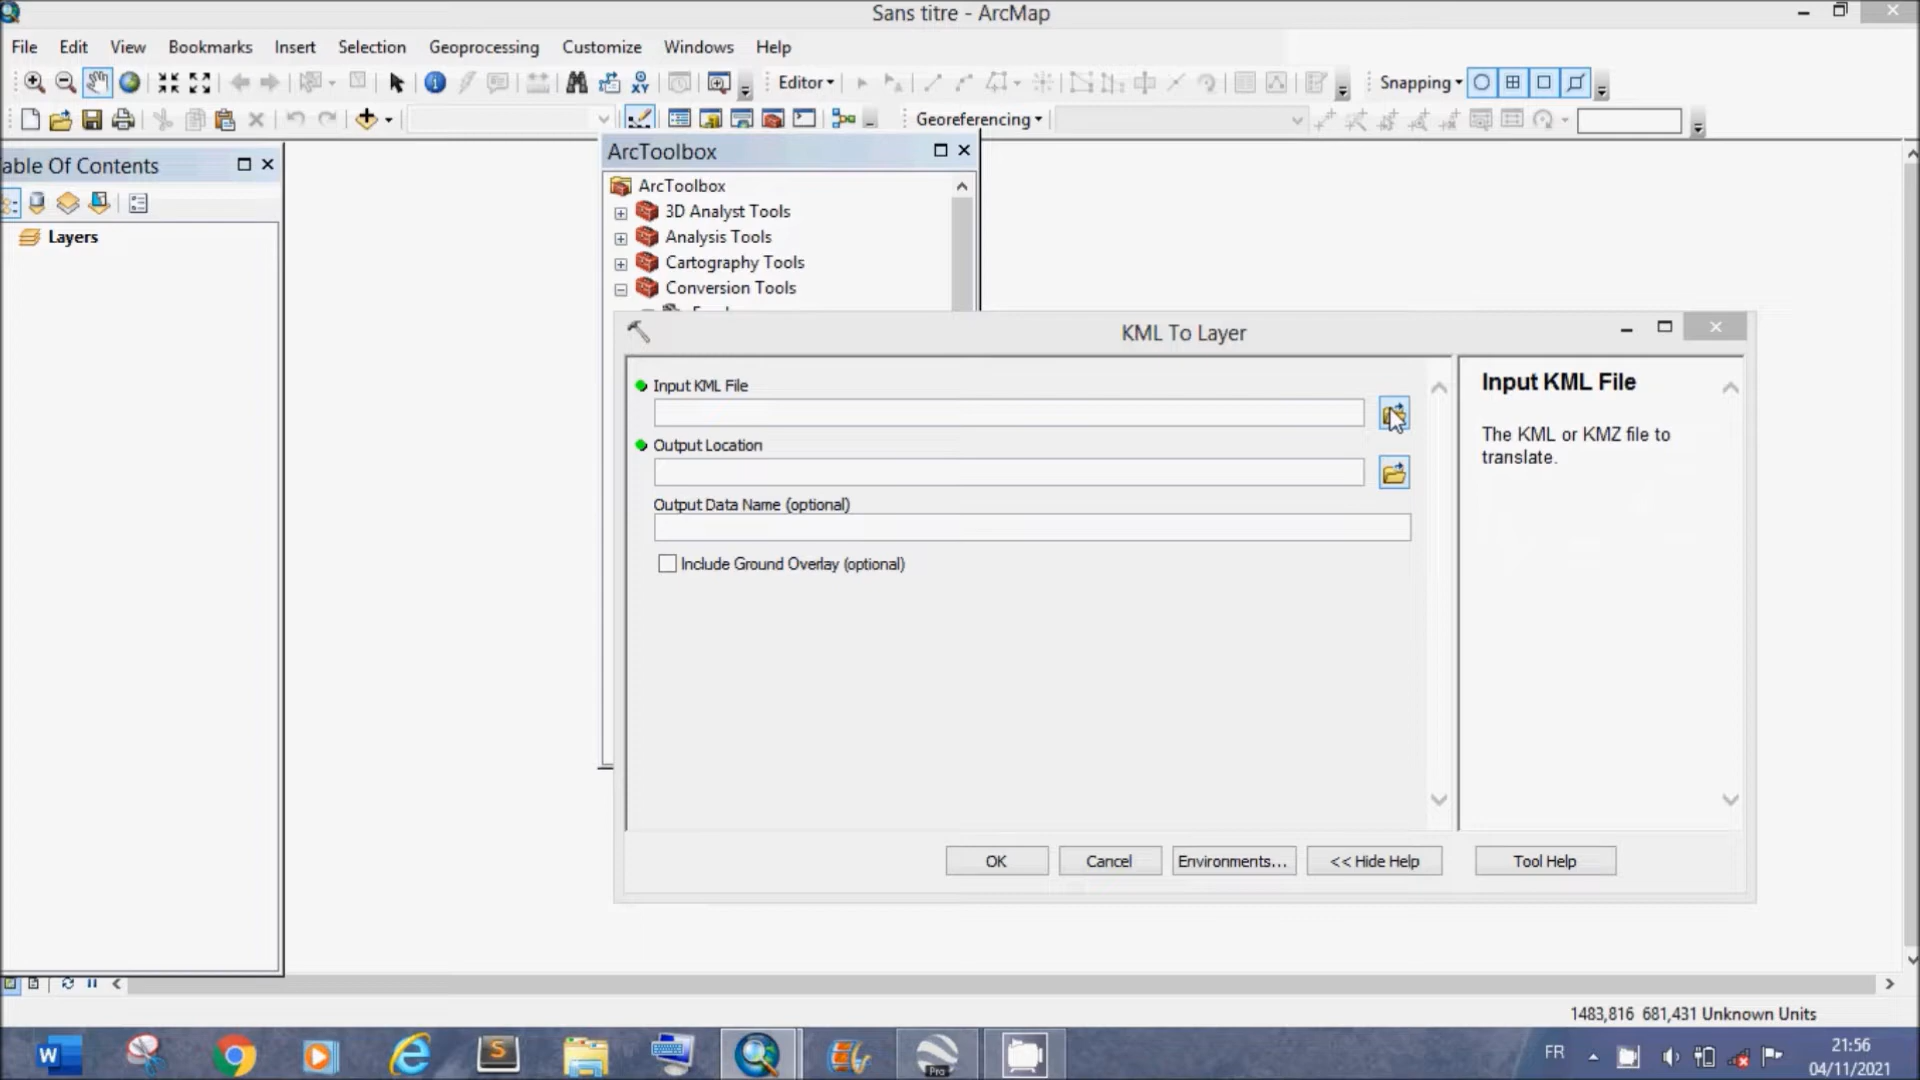 Sans titre - ArcMap
File Edit View Bookmarks Insert Selection Geoprocessing Customize Windows Help
Editor Snapping
Georeferencing
able Of Contents
Layers
ArcToolbox
ArcToolbox
3D Analyst Tools
Analysis Tools
Cartography Tools
Conversion Tools
KML To Layer
Input KML File
Output Location
Output Data Name (optional)
Include Ground Overlay (optional)
Input KML File
The KML or KMZ file to
translate.
OK Cancel Environments... << Hide Help Tool Help
1483,816 681,431 Unknown Units
W S Pro FR 21:56
04/11/2021